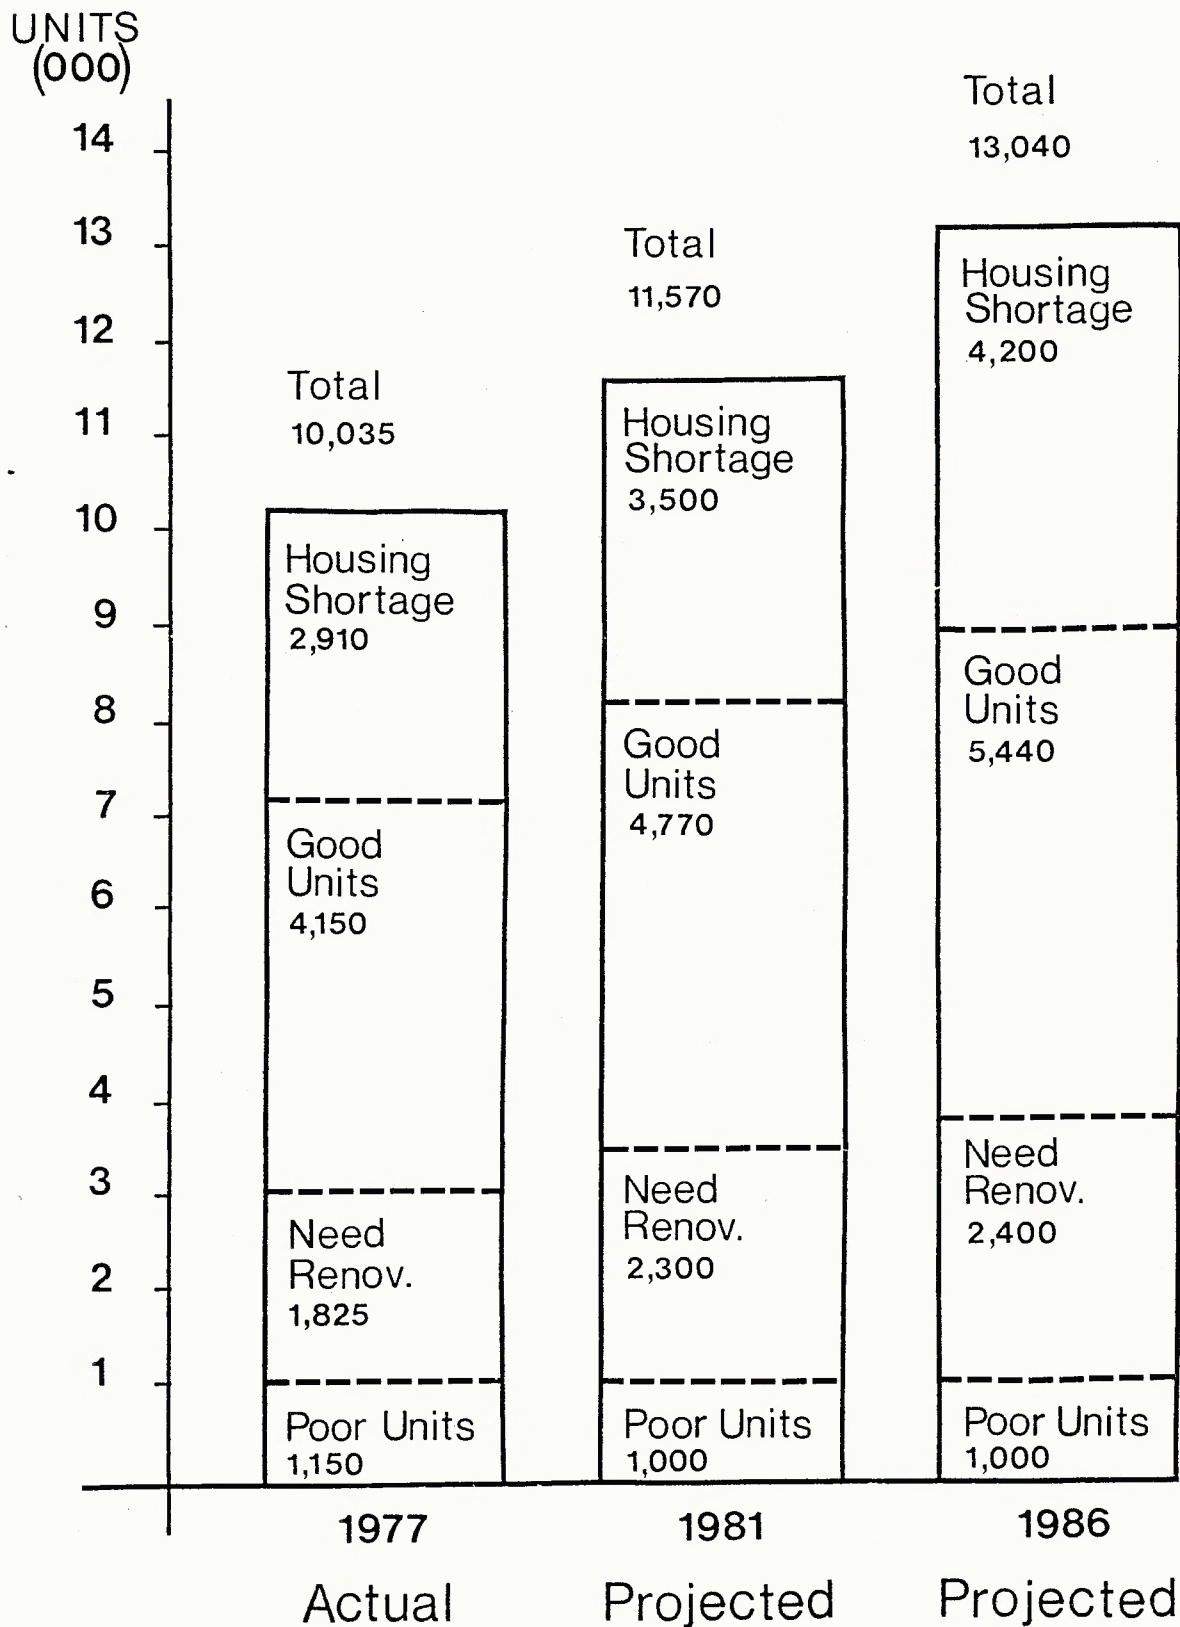 UNITS
(000)
14
13
12
11
10
9
8
7
6
5
4
3
2
1
Total
10,035
Housing
Shortage
2,910
Good
Units
4,150
Need
Renov.
1,825
Poor Units
1,150
1977
Actual
Total
11,570
Housing
Shortage
3,500
Good
Units
4,770
Need
Renov.
2,300
Poor Units
1,000
1981
Projected
Total
13,040
Housing
Shortage
4,200
Good
Units
5,440
Need
Renov.
2,400
Poor Units
1,000
1986
Projected